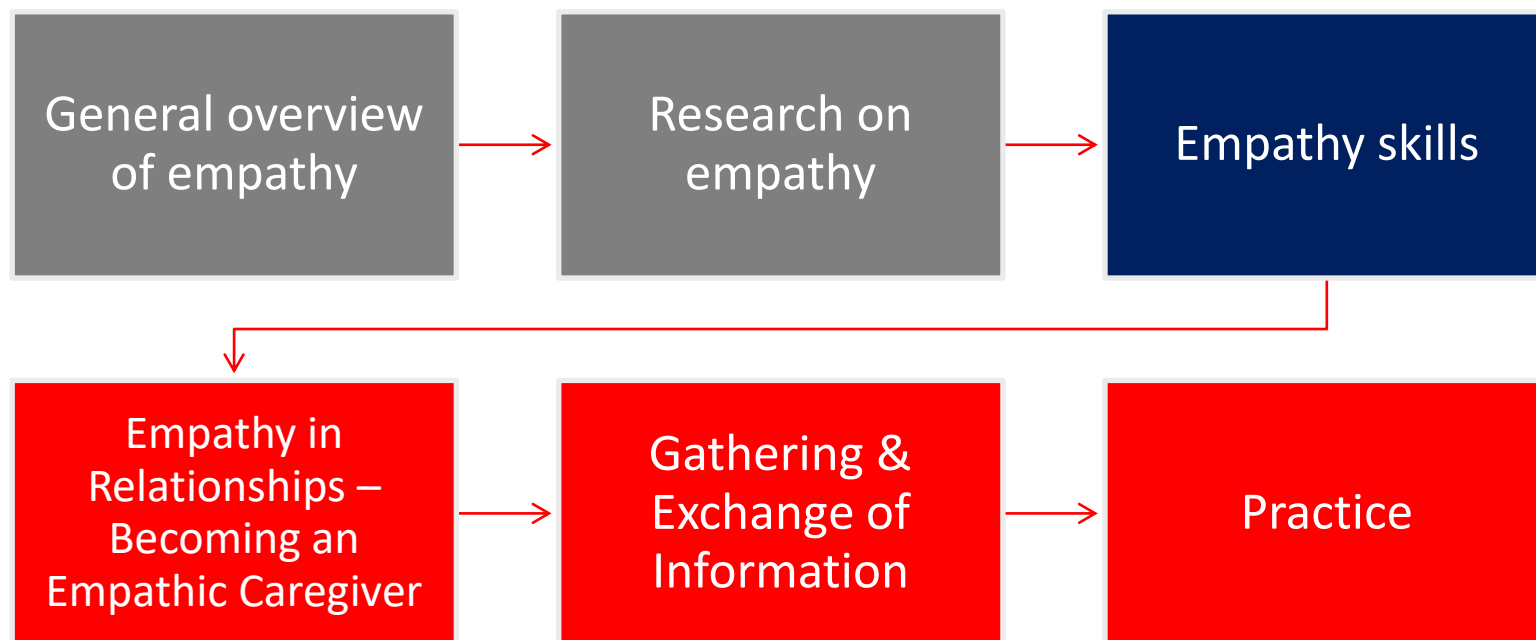 General overview
of empathy
Research on
empathy
Empathy skills
Empathy in
Relationships –
Becoming an
Empathic Caregiver
Gathering &
Exchange of
Information
Practice